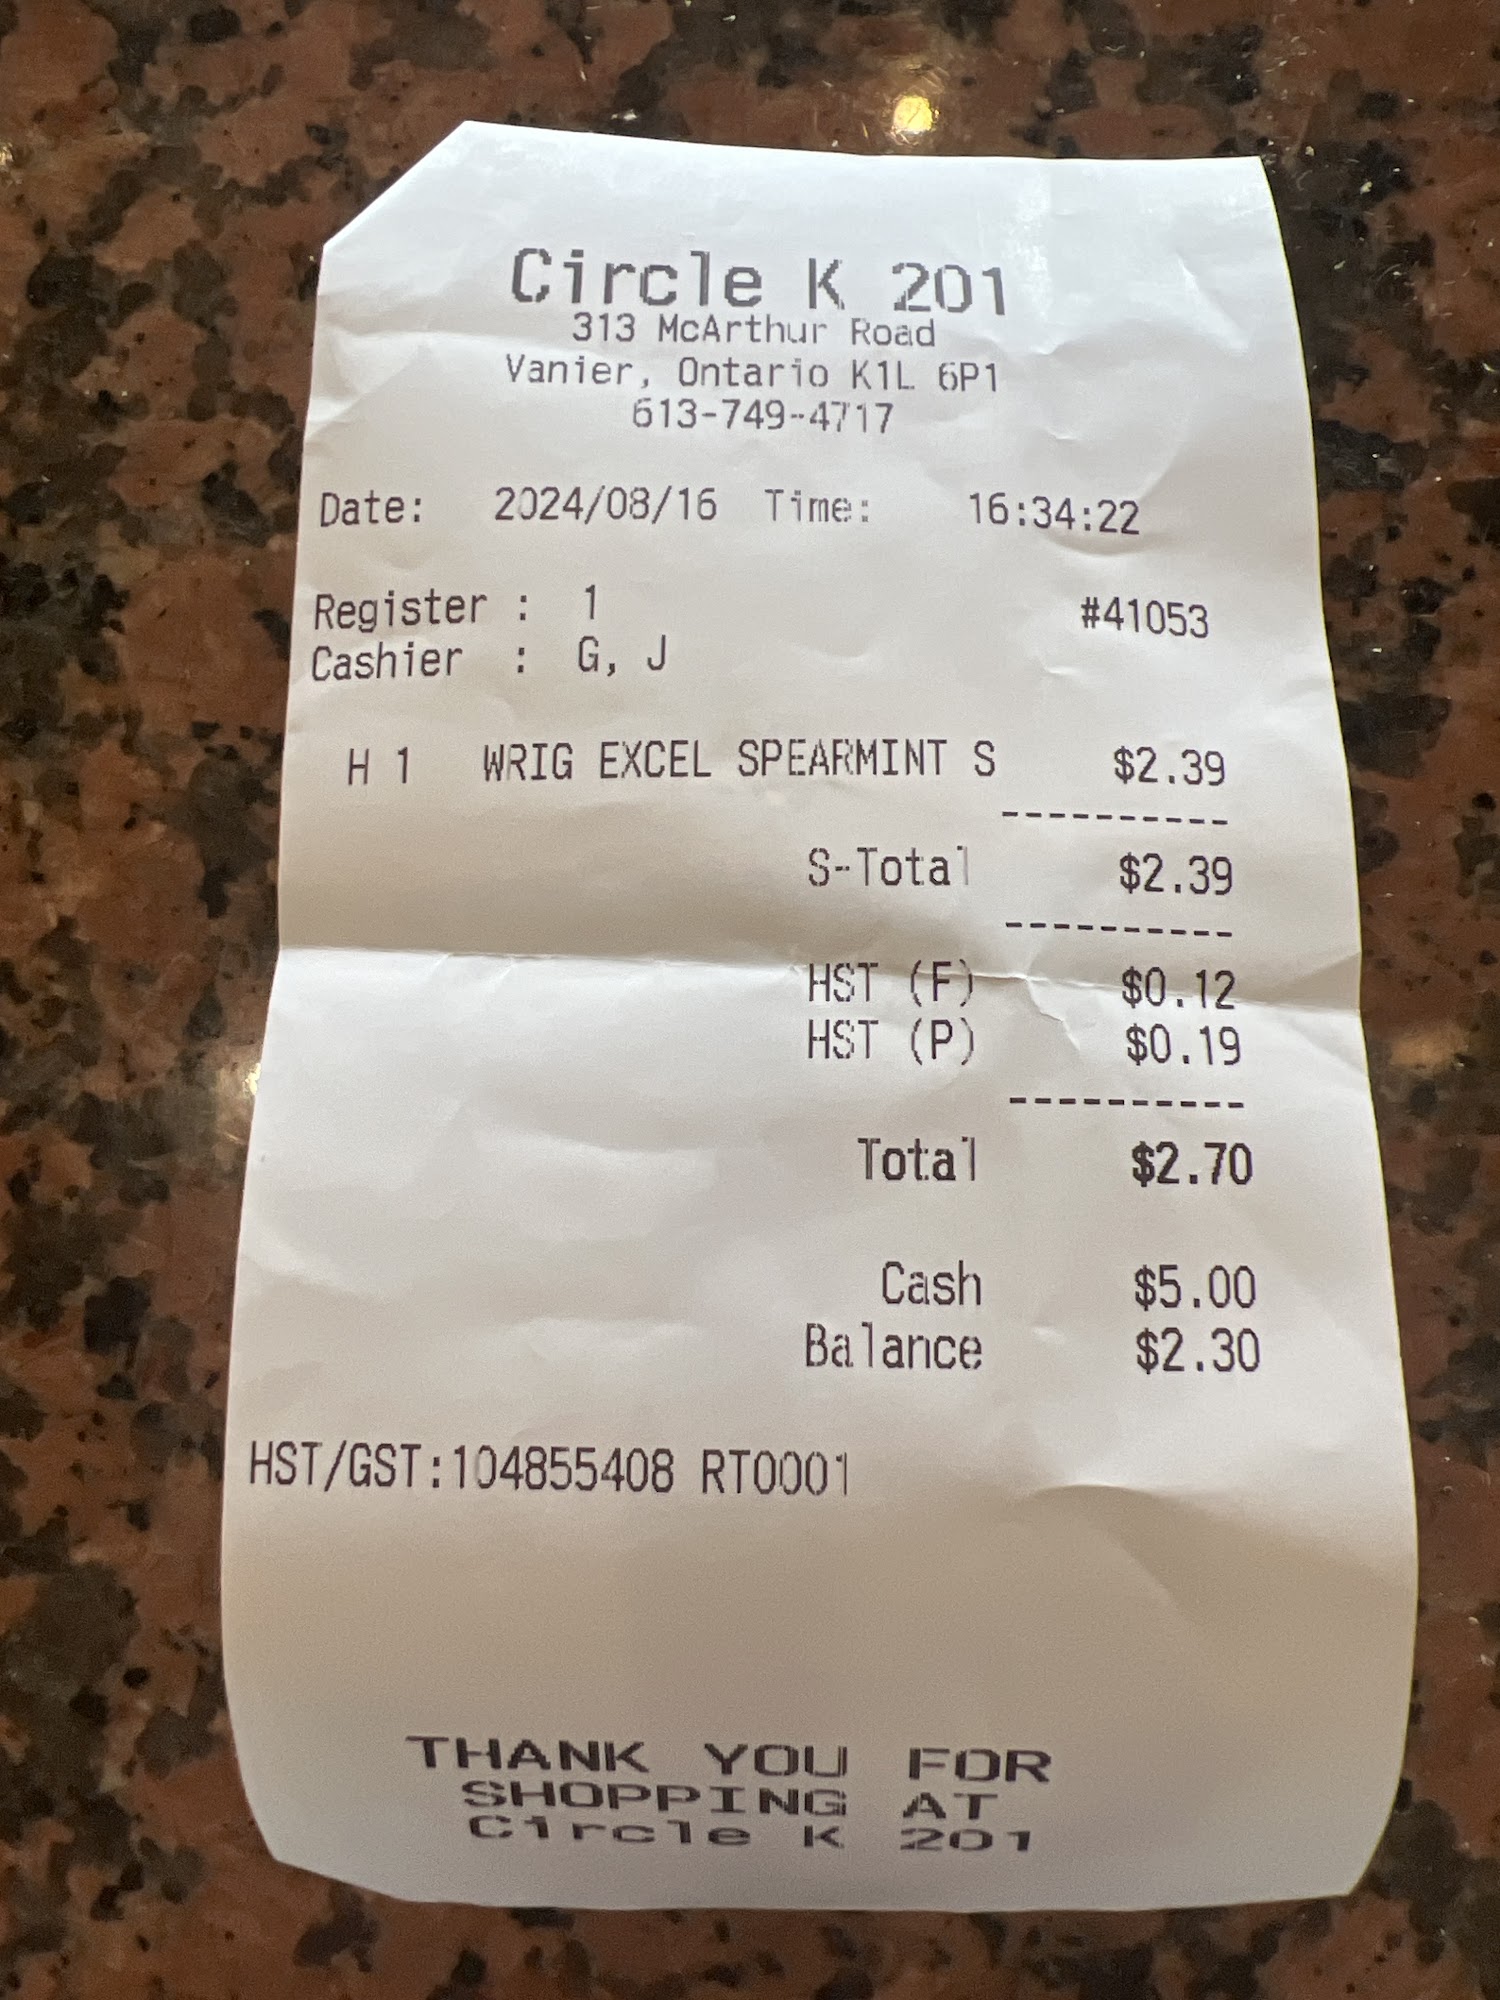 Circle K 201
313 McArthur Road
Vanier, Ontario K1L 6P1
613-749-4717
Date: 2024/08/16 Time: 16:34:22
Register : 1 #41053
Cashier : G, J
H 1 WRIG EXCEL SPEARMINT S $2.39
----------
S-Total $2.39
----------
HST (F) $0.12
HST (P) $0.19
----------
Total $2.70
Cash $5.00
Balance $2.30
HST/GST:104855408 RT0001
THANK YOU FOR
SHOPPING AT
Circle K 201